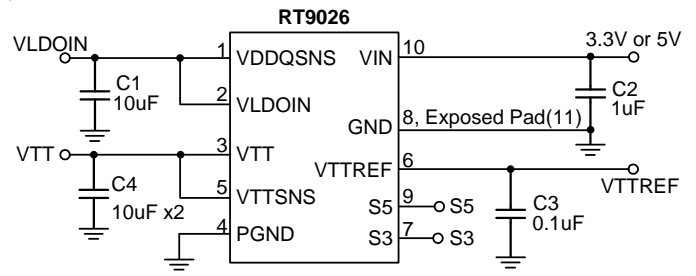 RT9026
VLDOIN
1 VDDQSNS
VIN 10
3.3V or 5V
C1
10uF
2 VLDOIN
C2
1uF
GND 8, Exposed Pad(11)
VTT
3 VTT
VTTREF 6
VTTREF
C4
10uF x2
5 VTTSNS
S5 9 S5
C3
0.1uF
4 PGND
S3 7 S3